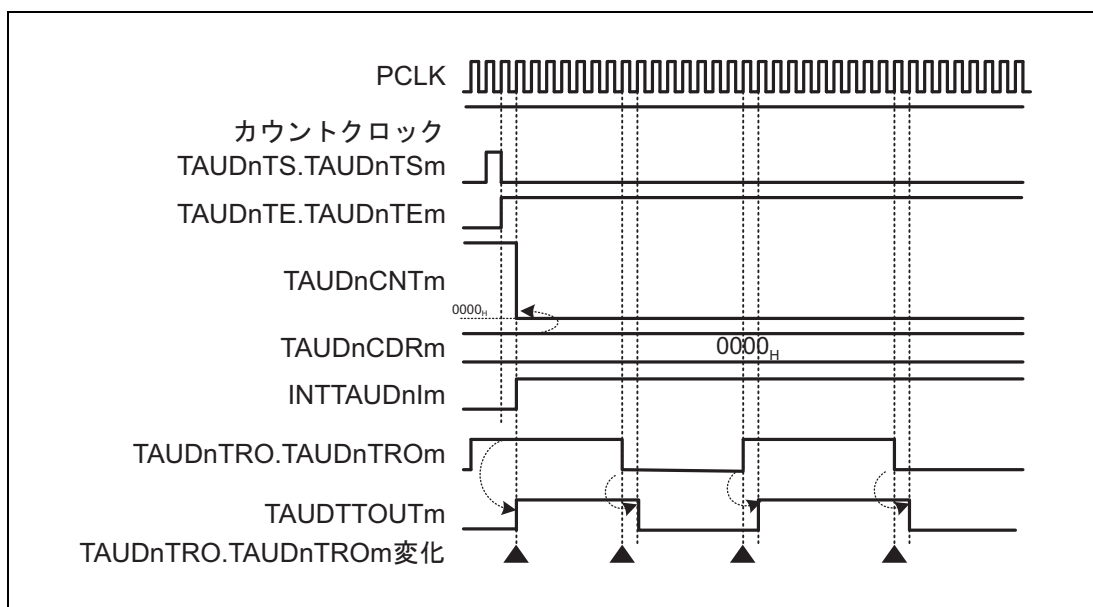 PCLK
カウントクロック
TAUDnTS.TAUDnTSm
TAUDnTE.TAUDnTEm
TAUDnCNTm
0000H
TAUDnCDRm
0000H
INTTAUDnIm
TAUDnTRO.TAUDnTROm
TAUDTTOUTm
TAUDnTRO.TAUDnTROm変化